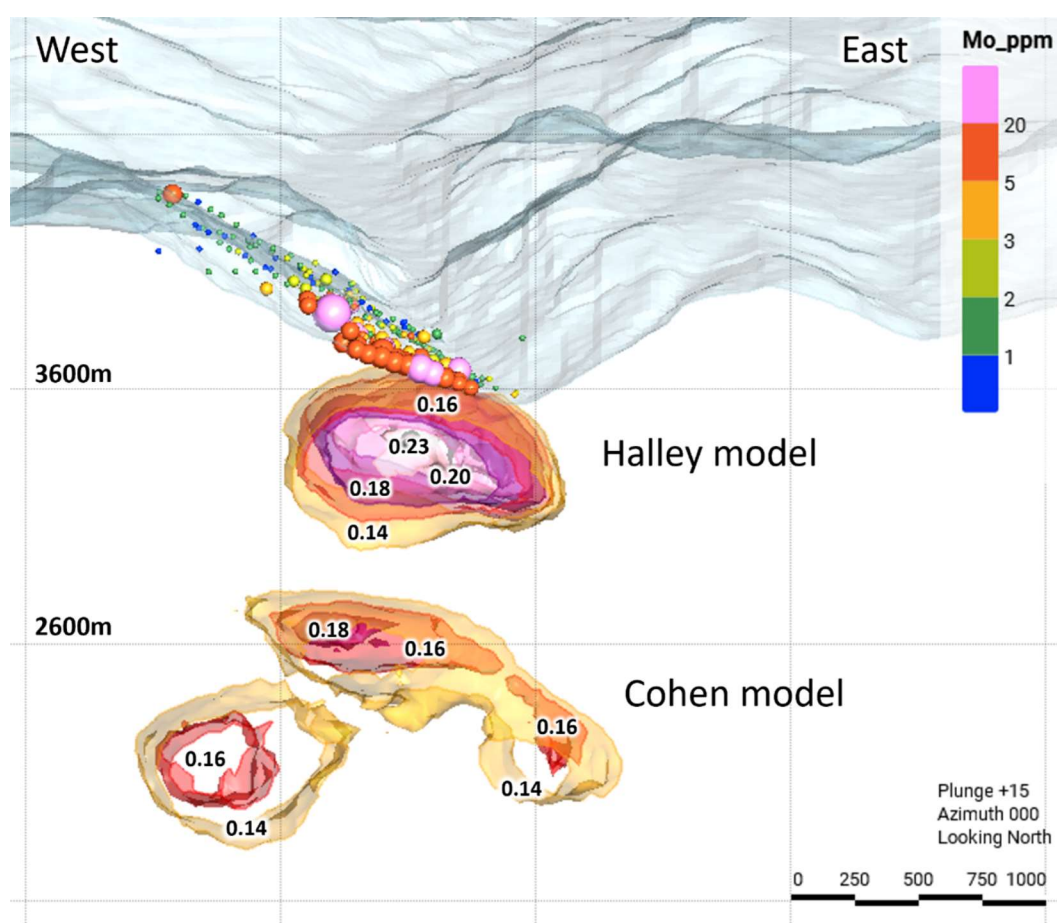 West
East
Mo_ppm
20
5
3
2
1
3600m
0.16
0.23
0.20
0.18
0.14
Halley model
2600m
0.18
0.16
Cohen model
0.16
0.16
0.14
0.14
Plunge +15
Azimuth 000
Looking North
0 250 500 750 1000